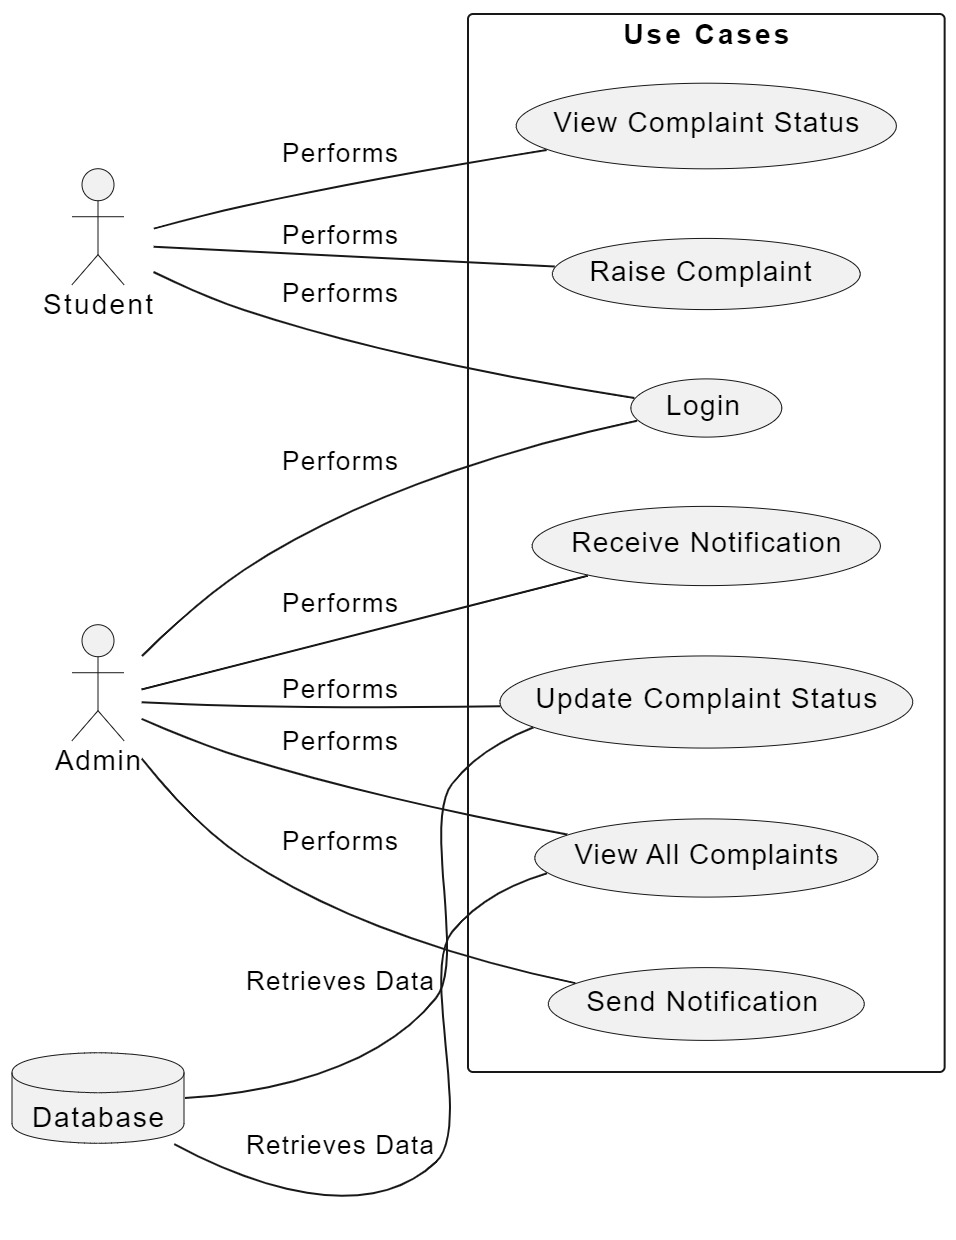 Use Cases
View Complaint Status
Performs
Performs
Raise Complaint
Performs
Student
Login
Performs
Receive Notification
Performs
Performs
Update Complaint Status
Performs
Admin
Performs
View All Complaints
Retrieves Data
Send Notification
Database
Retrieves Data